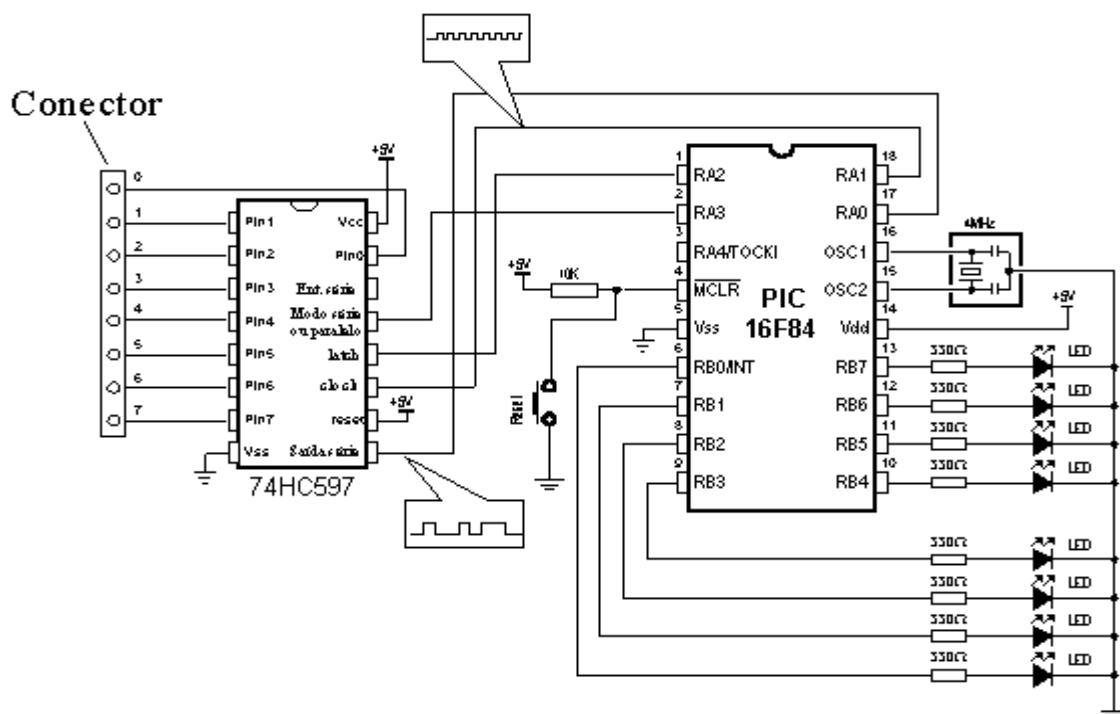 Conector
0
1
2
3
4
5
6
7
+5V
Pin1
Pin2
Pin3
Pin4
Pin5
Pin6
Pin7
Vss
Vcc
Pin0
Ent. série
Modo série
ou paralelo
latch
clock
reset
+5V
Saída série
74HC597
+5V
10K
RESET
1
2
3
4
5
6
7
8
9
RA2
RA3
RA4/TOCKI
MCLR
Vss
RB0/INT
RB1
RB2
RB3
PIC
16F84
18
17
16
15
14
13
12
11
10
RA1
RA0
OSC1
OSC2
Vdd
RB7
RB6
RB5
RB4
4MHz
+5V
330Ω LED
330Ω LED
330Ω LED
330Ω LED
330Ω LED
330Ω LED
330Ω LED
330Ω LED